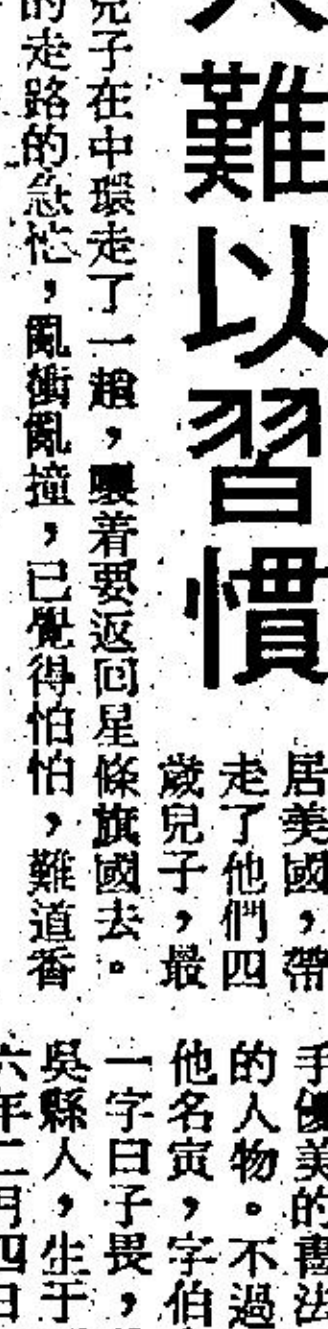 難以習慣
居美國，帶
走了他們四
歲兒子，最
兒子在中環走了一趟，嚷着要返回星條旗國去。
的走路的急忙，亂衝亂撞，已覺得怕怕，難道香
手優美的書法
的人物。不過
他名寅，字伯
一字曰子畏，
吳縣人，生于
六年二月四日